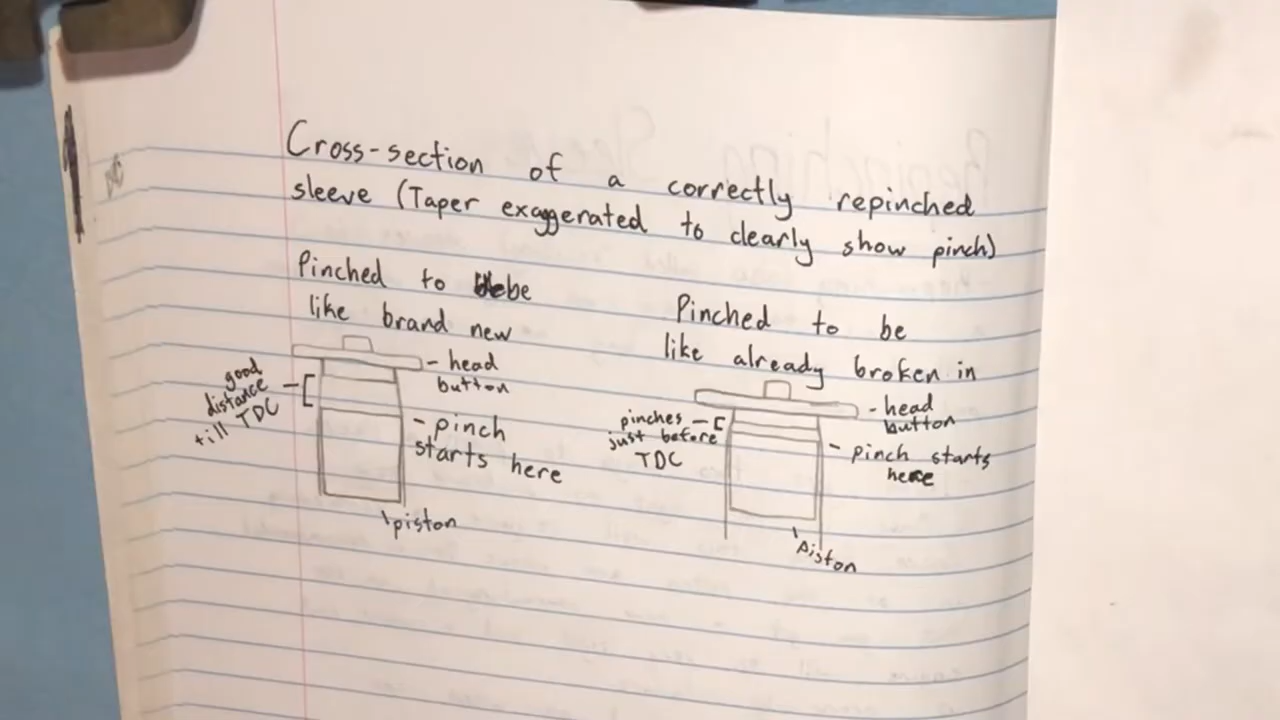 Cross-section of a correctly repinched
sleeve (Taper exaggerated to clearly show pinch)
Pinched to be
like brand new
good
distance
till TDC
- head
button
- pinch
starts here
piston
Pinched to be
like already broken in
pinches
just before
TDC
- head
button
- pinch starts
here
piston